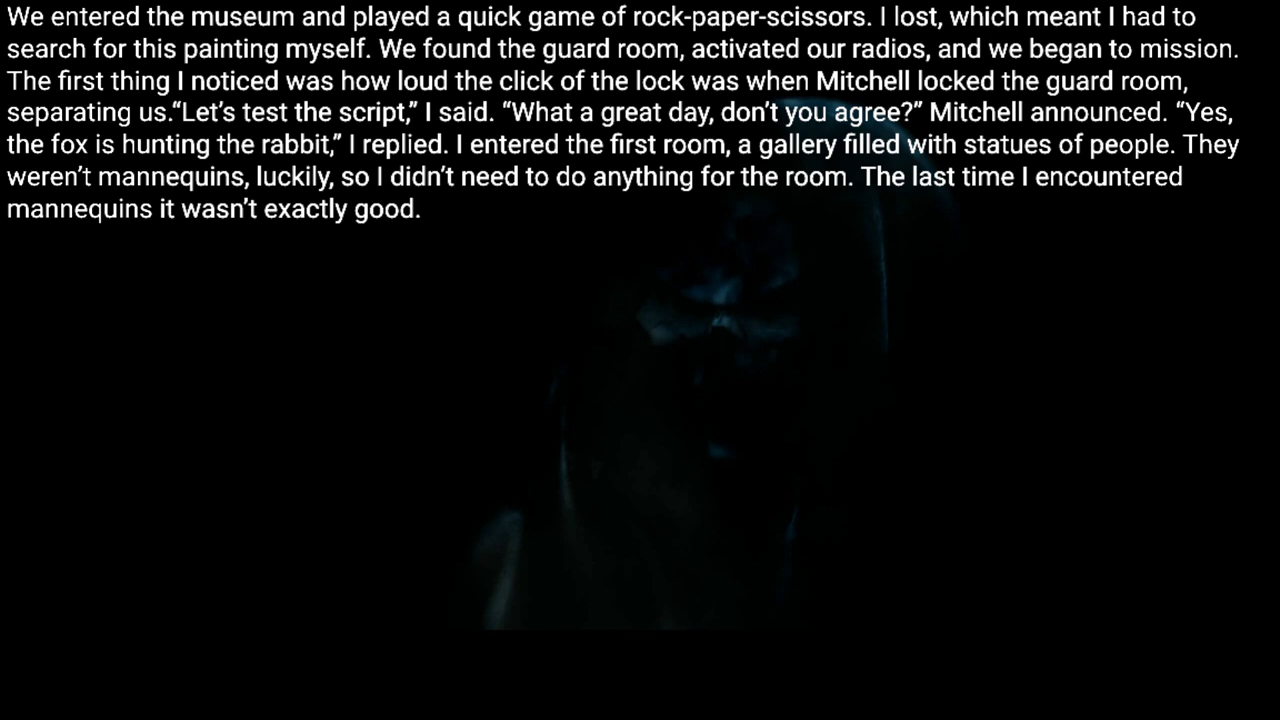 We entered the museum and played a quick game of rock-paper-scissors. I lost, which meant I had to
search for this painting myself. We found the guard room, activated our radios, and we began to mission.
The first thing I noticed was how loud the click of the lock was when Mitchell locked the guard room,
separating us.“Let’s test the script,” I said. “What a great day, don’t you agree?” Mitchell announced. “Yes,
the fox is hunting the rabbit,” I replied. I entered the first room, a gallery filled with statues of people. They
weren’t mannequins, luckily, so I didn’t need to do anything for the room. The last time I encountered
mannequins it wasn’t exactly good.